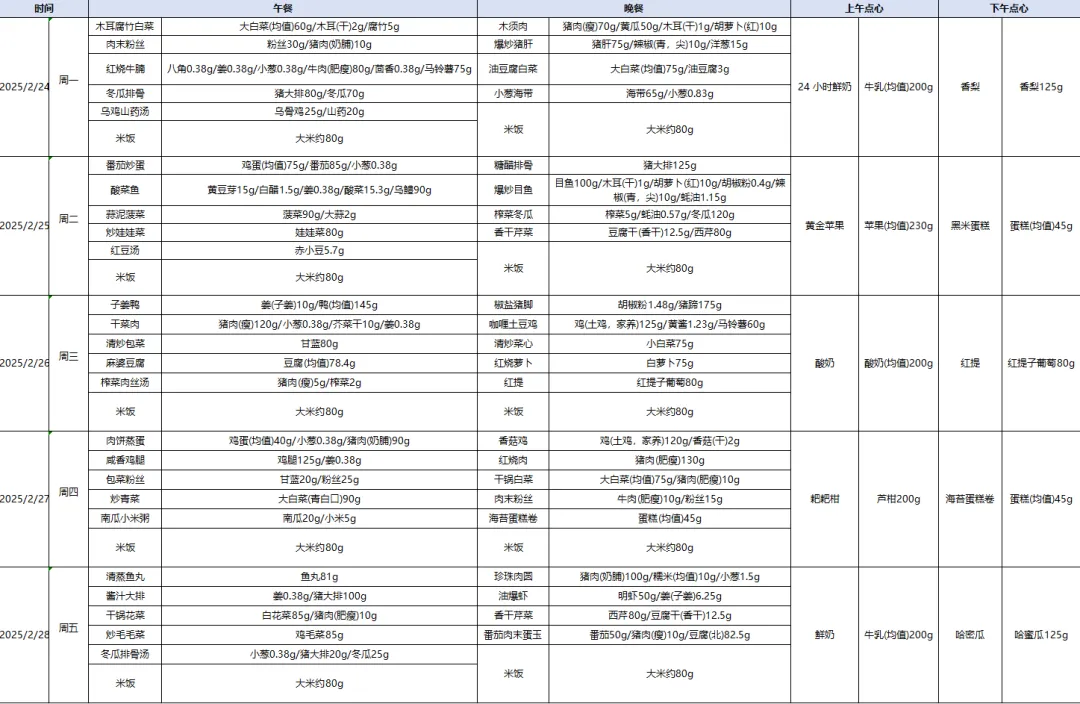 时间 午餐 晚餐 上午点心 下午点心
2025/2/24 周一
木耳腐竹白菜 大白菜(均值)60g/木耳(干)2g/腐竹5g 木须肉 猪肉(瘦)70g/黄瓜50g/木耳(干)1g/胡萝卜(红)10g
肉末粉丝 粉丝30g/猪肉(奶脯)10g 爆炒猪肝 猪肝75g/辣椒(青，尖)10g/洋葱15g
红烧牛腩 八角0.38g/姜0.38g/小葱0.38g/牛肉(肥瘦)80g/茴香0.38g/马铃薯75g 油豆腐白菜 大白菜(均值)75g/油豆腐3g
冬瓜排骨 猪大排80g/冬瓜70g 小葱海带 海带65g/小葱0.83g
乌鸡山药汤 乌骨鸡25g/山药20g
米饭 大米约80g 米饭 大米约80g
24 小时鲜奶 牛乳(均值)200g 香梨 香梨125g
2025/2/25 周二
番茄炒蛋 鸡蛋(均值)75g/番茄85g/小葱0.38g 糖醋排骨 猪大排125g
酸菜鱼 黄豆芽15g/白醋1.5g/姜0.38g/酸菜15.3g/乌鳢90g 爆炒目鱼 目鱼100g/木耳(干)1g/胡萝卜(红)10g/胡椒粉0.4g/辣
椒(青，尖)10g/蚝油1.15g
蒜泥菠菜 菠菜90g/大蒜2g 榨菜冬瓜 榨菜5g/蚝油0.57g/冬瓜120g
炒娃娃菜 娃娃菜80g 香干芹菜 豆腐干(香干)12.5g/西芹80g
红豆汤 赤小豆5.7g
米饭 大米约80g 米饭 大米约80g
黄金苹果 苹果(均值)230g 黑米蛋糕 蛋糕(均值)45g
2025/2/26 周三
子姜鸭 姜(子姜)10g/鸭(均值)145g 椒盐猪脚 胡椒粉1.48g/猪蹄175g
干菜肉 猪肉(瘦)120g/小葱0.38g/芥菜干10g/姜0.38g 咖喱土豆鸡 鸡(土鸡，家养)125g/黄酱1.23g/马铃薯60g
清炒包菜 甘蓝80g 清炒菜心 小白菜75g
麻婆豆腐 豆腐(均值)78.4g 红烧萝卜 白萝卜75g
榨菜肉丝汤 猪肉(瘦)5g/榨菜2g 红提 红提子葡萄80g
米饭 大米约80g 米饭 大米约80g
酸奶 酸奶(均值)200g 红提 红提子葡萄80g
2025/2/27 周四
肉饼蒸蛋 鸡蛋(均值)40g/小葱0.38g/猪肉(奶脯)90g 香菇鸡 鸡(土鸡，家养)120g/香菇(干)2g
咸香鸡腿 鸡腿125g/姜0.38g 红烧肉 猪肉(肥瘦)130g
包菜粉丝 甘蓝20g/粉丝25g 干锅白菜 大白菜(均值)75g/猪肉(肥瘦)10g
炒青菜 大白菜(青白口)90g 肉末粉丝 牛肉(肥瘦)10g/粉丝15g
南瓜小米粥 南瓜20g/小米5g 海苔蛋糕卷 蛋糕(均值)45g
米饭 大米约80g 米饭 大米约80g
耙耙柑 芦柑200g 海苔蛋糕卷 蛋糕(均值)45g
2025/2/28 周五
清蒸鱼丸 鱼丸81g 珍珠肉圆 猪肉(奶脯)100g/糯米(均值)10g/小葱1.5g
酱汁大排 姜0.38g/猪大排100g 油爆虾 明虾50g/姜(子姜)6.25g
干锅花菜 白花菜85g/猪肉(肥瘦)10g 香干芹菜 西芹80g/豆腐干(香干)12.5g
炒毛毛菜 鸡毛菜85g 番茄肉末蛋玉 番茄50g/猪肉(瘦)10g/豆腐(北)82.5g
冬瓜排骨汤 小葱0.38g/猪大排20g/冬瓜25g
米饭 大米约80g 米饭 大米约80g
鲜奶 牛乳(均值)200g 哈密瓜 哈蜜瓜125g